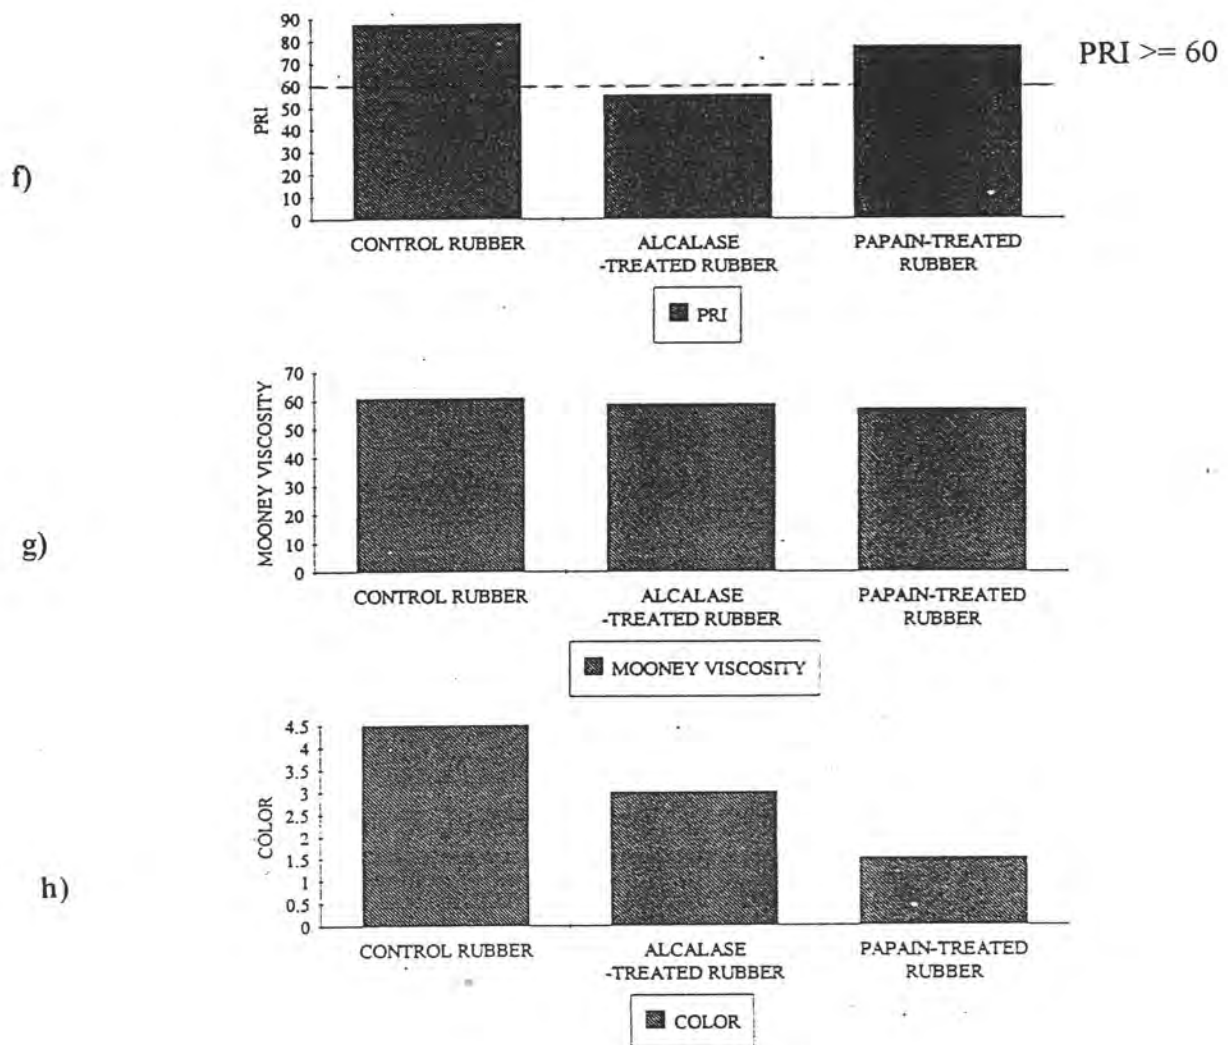 f)
PRI
90
80
70
60
60
50
40
30
20
10
0
PRI >= 60
CONTROL RUBBER
ALCALASE
-TREATED RUBBER
PAPAIN-TREATED
RUBBER
PRI
g)
MOONEY VISCOSITY
70
60
50
40
30
20
10
0
CONTROL RUBBER
ALCALASE
-TREATED RUBBER
PAPAIN-TREATED
RUBBER
MOONEY VISCOSITY
h)
COLOR
4.5
4
3.5
3
2.5
2
1.5
1
0.5
0
CONTROL RUBBER
ALCALASE
-TREATED RUBBER
PAPAIN-TREATED
RUBBER
COLOR